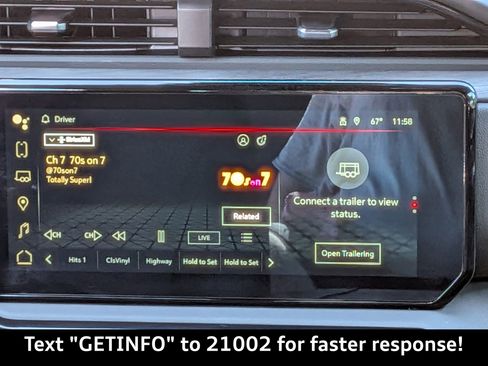 Driver
67°
11:58
SiriusXM
Ch 7 70s on 7
@70son7
Totally Super!
70s on 7
Related
Connect a trailer to view
status.
CH
CH
LIVE
Open Trailering
Hits 1
ClsVinyl
Highway
Hold to Set
Hold to Set
Text "GETINFO" to 21002 for faster response!